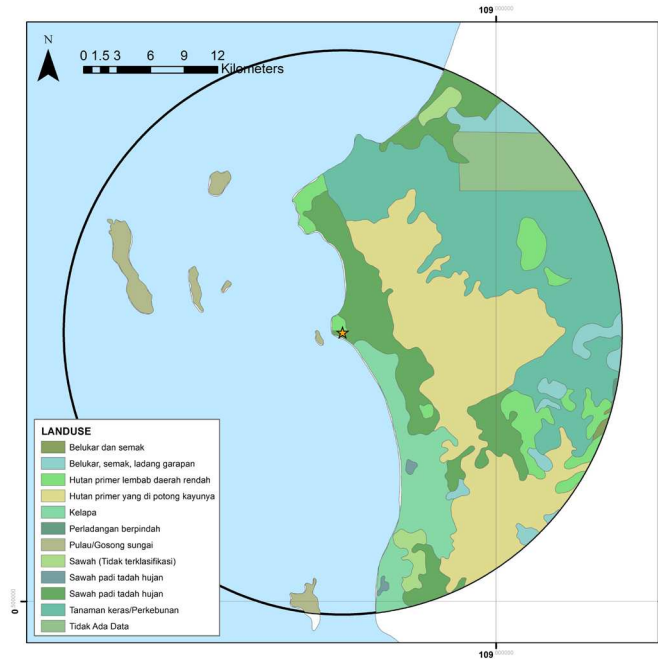 109°
N
0 1.5 3 6 9 12
Kilometers
LANDUSE
Belukar dan semak
Belukar, semak, ladang garapan
Hutan primer lembab daerah rendah
Hutan primer yang di potong kayunya
Kelapa
Perladangan berpindah
Pulau/Gosong sungai
Sawah (Tidak terklasifikasi)
Sawah padi tadah hujan
Sawah padi tadah hujan
Tanaman keras/Perkebunan
Tidak Ada Data
0
109